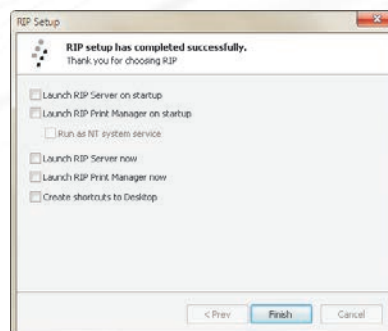 RIP Setup
RIP setup has completed successfully.
Thank you for choosing RIP
Launch RIP Server on startup
Launch RIP Print Manager on startup
Run as NT system service
Launch RIP Server now
Launch RIP Print Manager now
Create shortcuts to Desktop
< Prev
Finish
Cancel